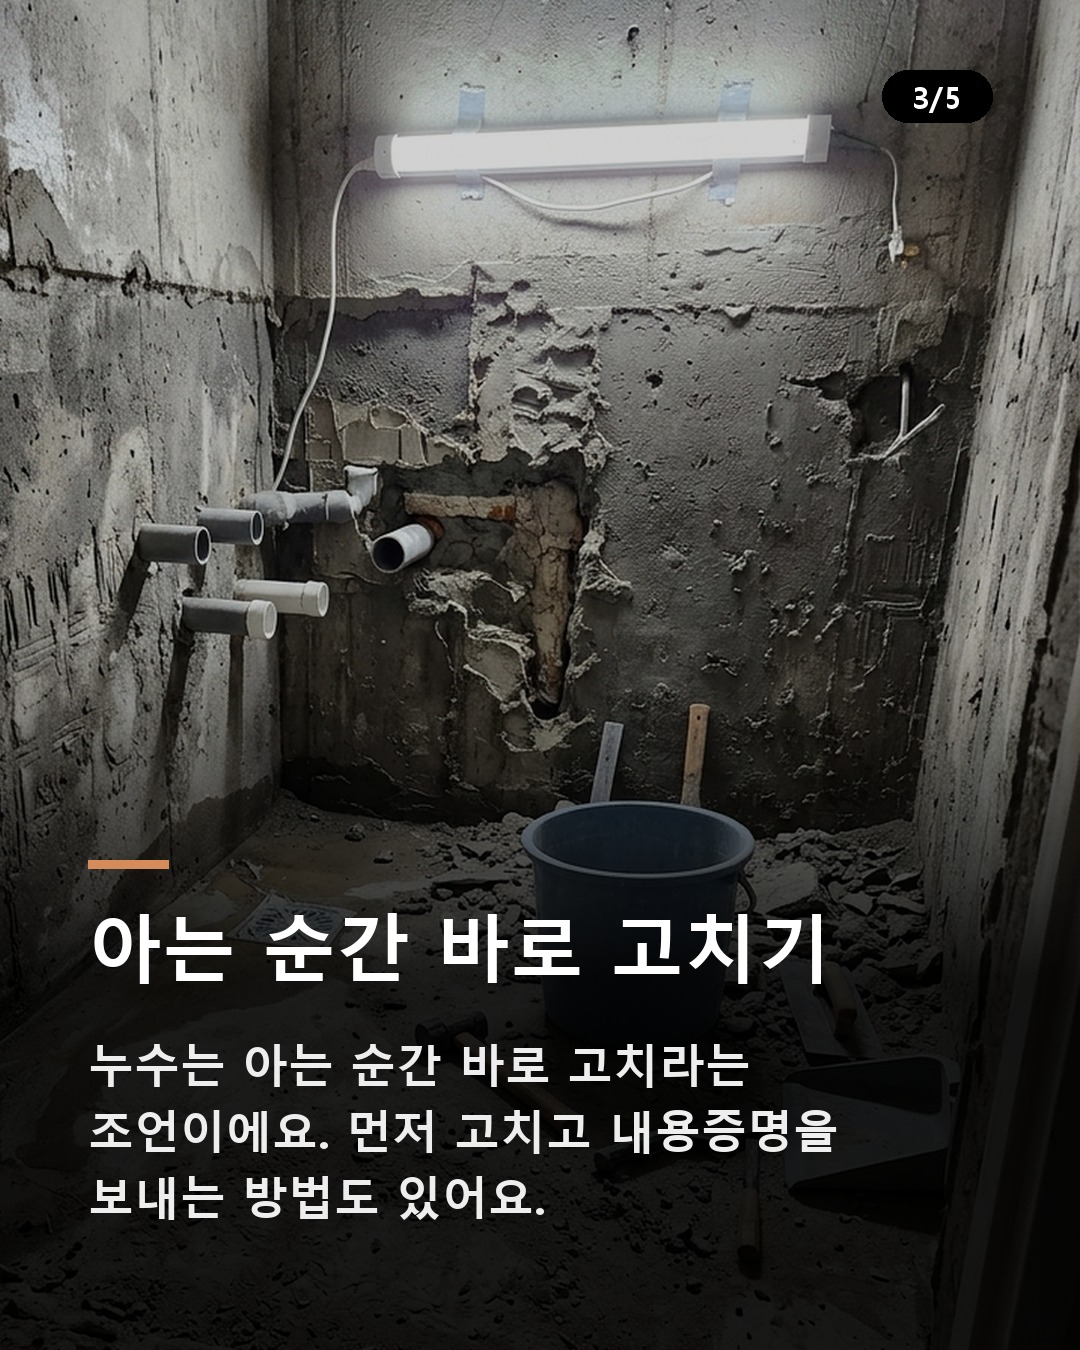 3/5
아는 순간 바로 고치기
누수는 아는 순간 바로 고치라는
조언이에요. 먼저 고치고 내용증명을
보내는 방법도 있어요.